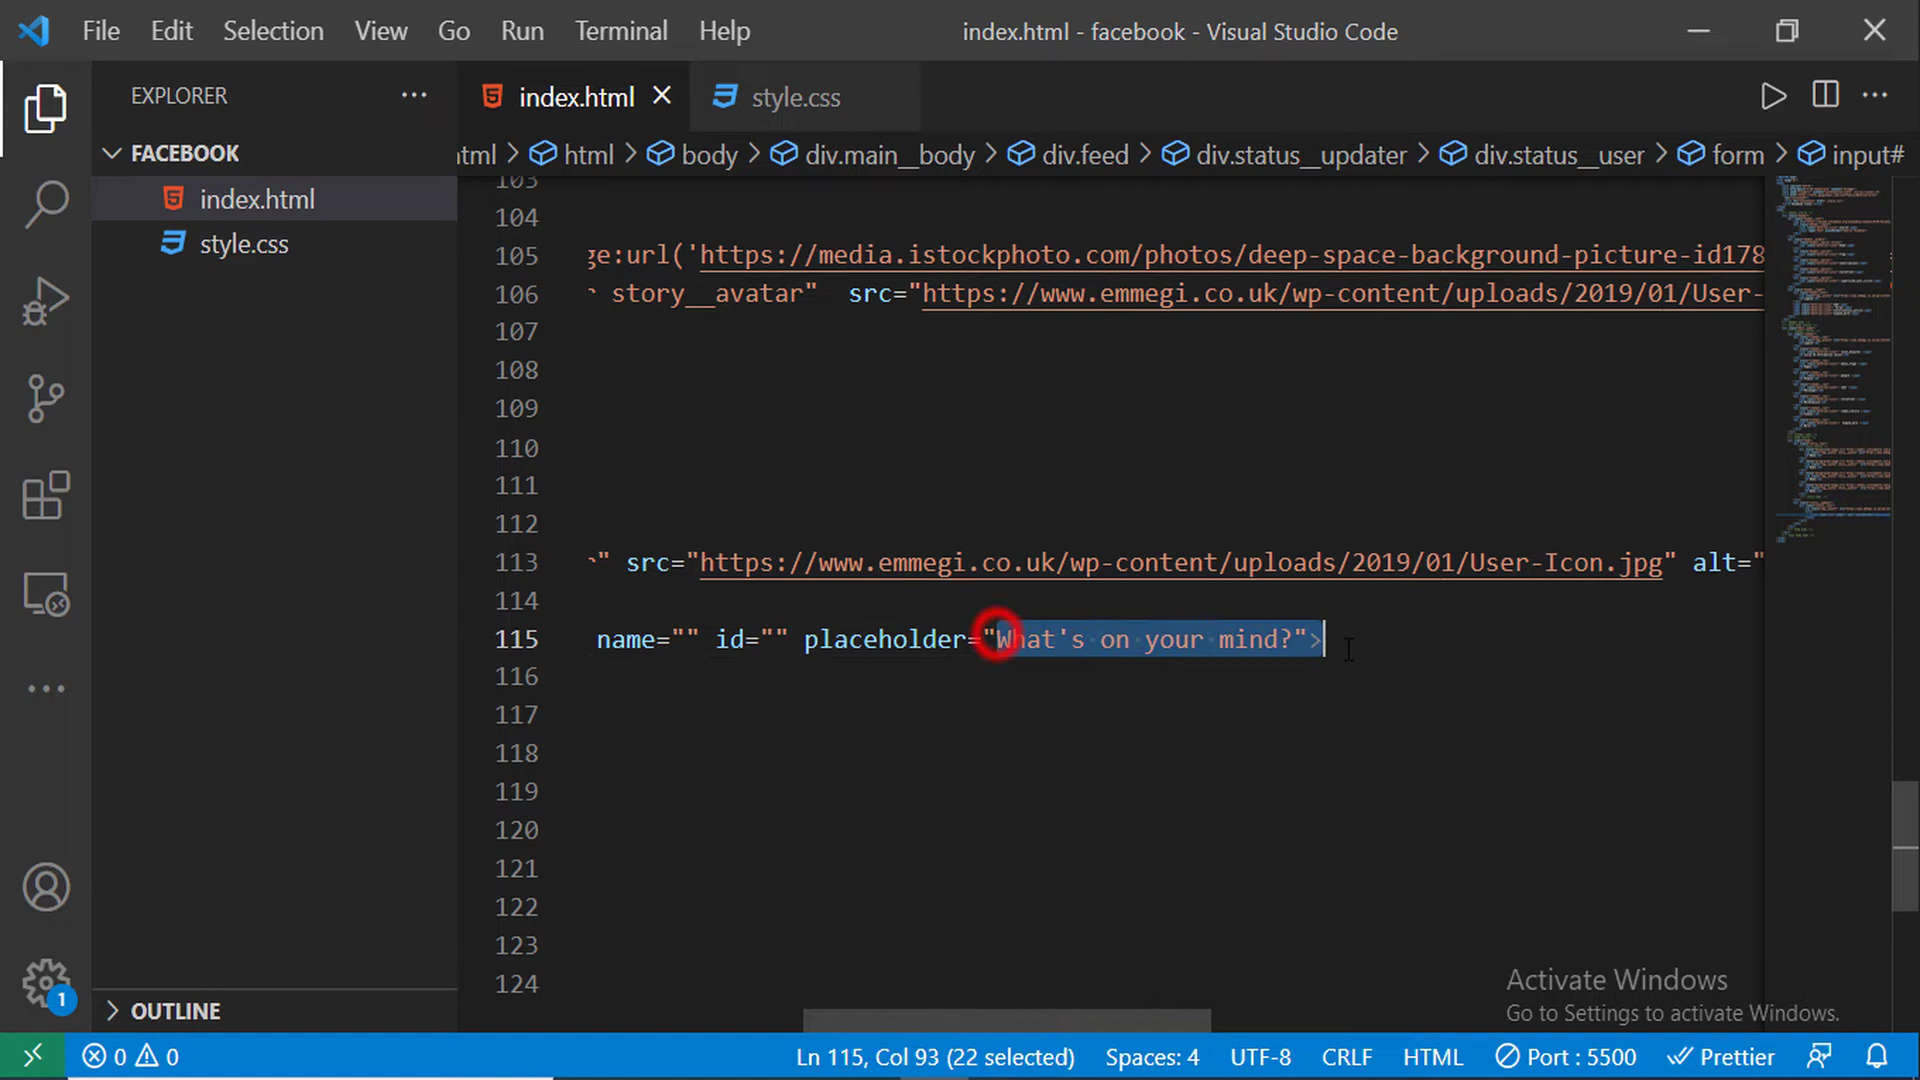 File Edit Selection View Go Run Terminal Help index.html - facebook - Visual Studio Code
EXPLORER
index.html
style.css
FACEBOOK
html body div.main__body div.feed div.status__updater div.status__user form input#
index.html
style.css
103
104
105 ge:url('https://media.istockphoto.com/photos/deep-space-background-picture-id178
106 r story__avatar" src="https://www.emmegi.co.uk/wp-content/uploads/2019/01/User-
107
108
109
110
111
112
113 " src="https://www.emmegi.co.uk/wp-content/uploads/2019/01/User-Icon.jpg" alt="
114
115 name="" id="" placeholder="What's on your mind?">
116
117
118
119
120
121
122
123
124
Activate Windows
Go to Settings to activate Windows.
1
OUTLINE
0 0 Ln 115, Col 93 (22 selected) Spaces: 4 UTF-8 CRLF HTML Port : 5500 Prettier